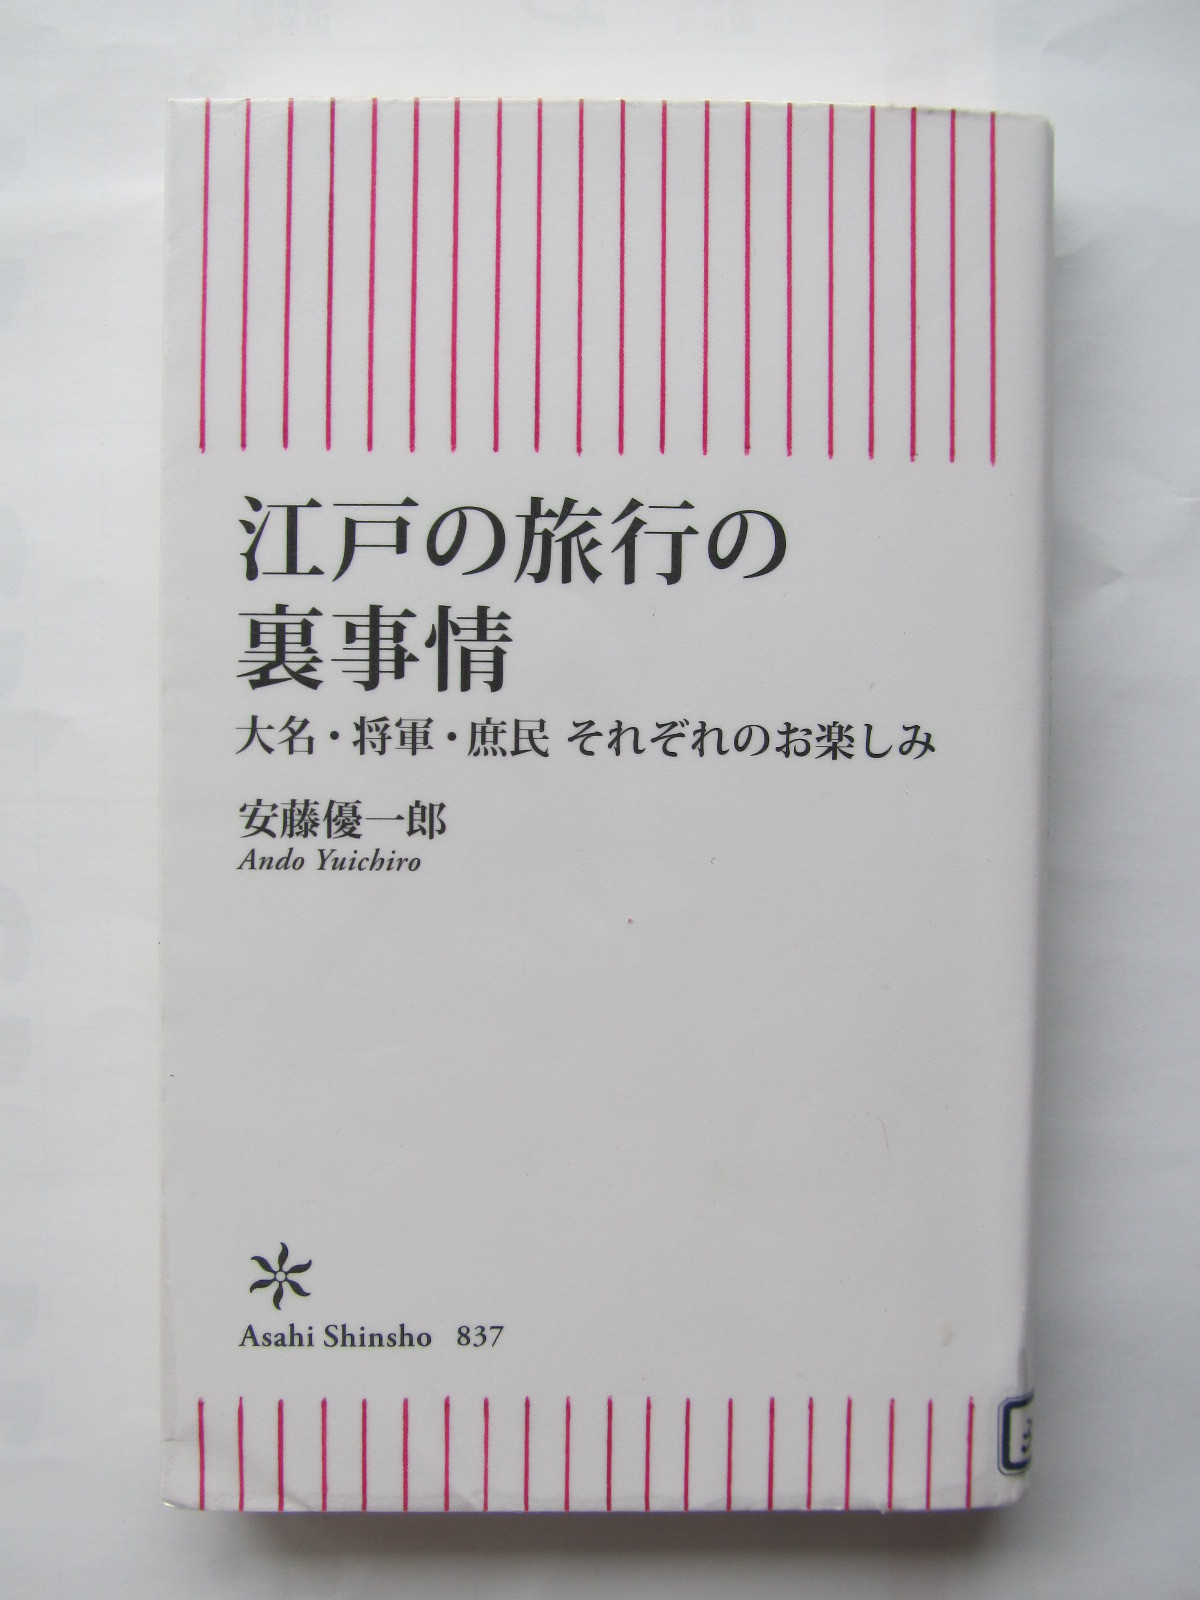 江戸の旅行の
裏事情
大名・将軍・庶民 それぞれのお楽しみ
安藤優一郎
Ando Yuichiro
Asahi Shinsho 837